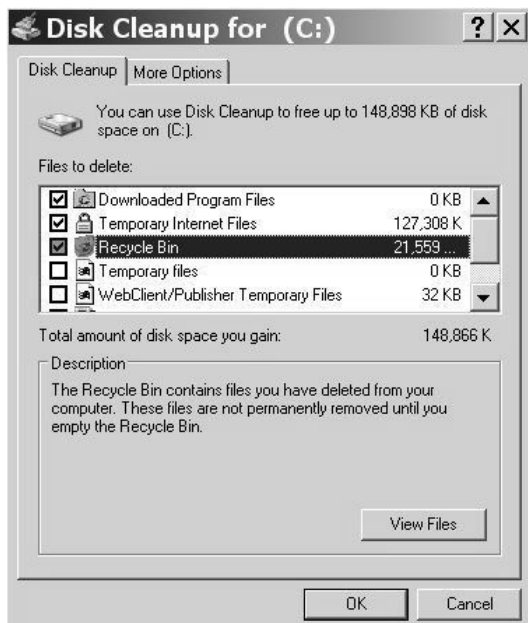 Disk Cleanup for (C:)
Disk Cleanup
More Options
You can use Disk Cleanup to free up to 148,898 KB of disk
space on (C:).
Files to delete:
Downloaded Program Files 0 KB
Temporary Internet Files 127,308 K
Recycle Bin 21,559 ...
Temporary files 0 KB
WebClient/Publisher Temporary Files 32 KB
Total amount of disk space you gain: 148,866 K
Description
The Recycle Bin contains files you have deleted from your
computer. These files are not permanently removed until you
empty the Recycle Bin.
View Files
OK
Cancel